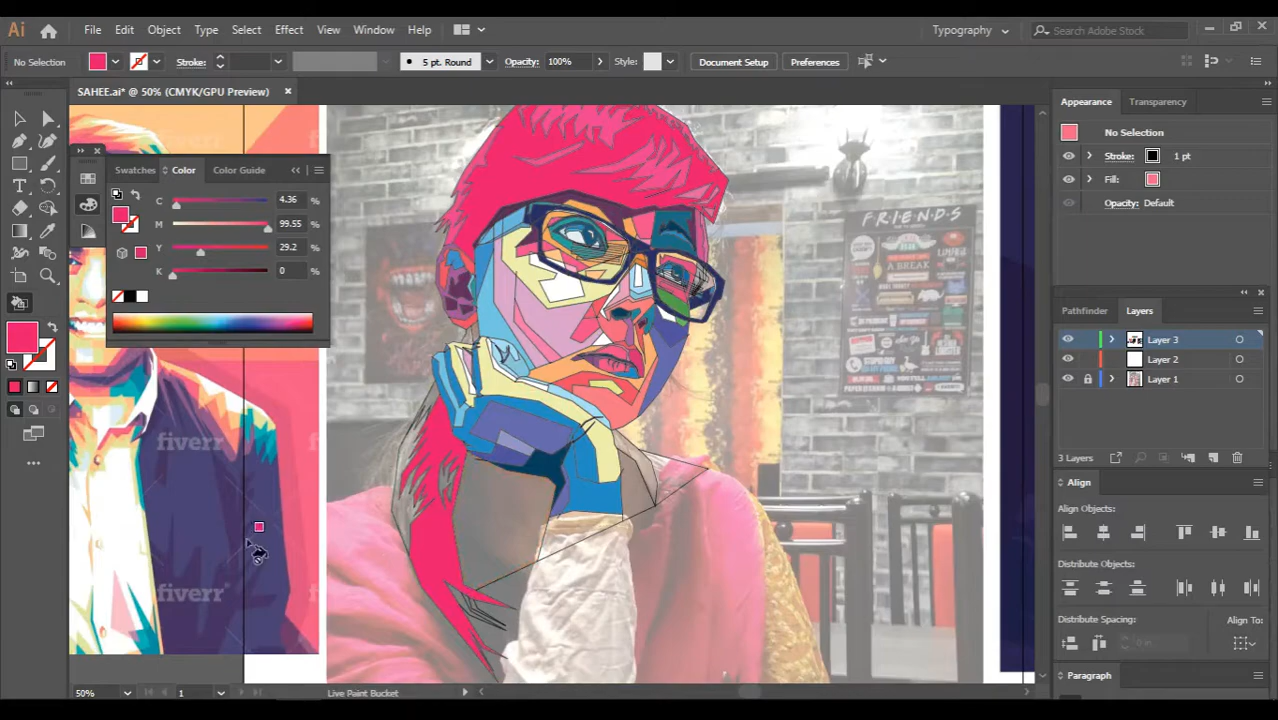 Ai File Edit Object Type Select Effect View Window Help Typography Search Adobe Stock
No Selection Stroke: 5 pt. Round Opacity: 100% Style: Document Setup Preferences
SAHEE.ai* @ 50% (CMYK/GPU Preview)
Appearance Transparency
No Selection
Stroke: 1 pt
Fill:
Opacity: Default
Swatches Color Color Guide
C 4.36 %
M 99.55 %
Y 29.2 %
K 0 %
fiverr
fiverr
F·R·I·E·N·D·S
A BREAK
Pathfinder Layers
Layer 3
Layer 2
Layer 1
3 Layers
Align
Align Objects:
Distribute Objects:
Distribute Spacing: Align To:
0 in
Paragraph
50% 1 Live Paint Bucket